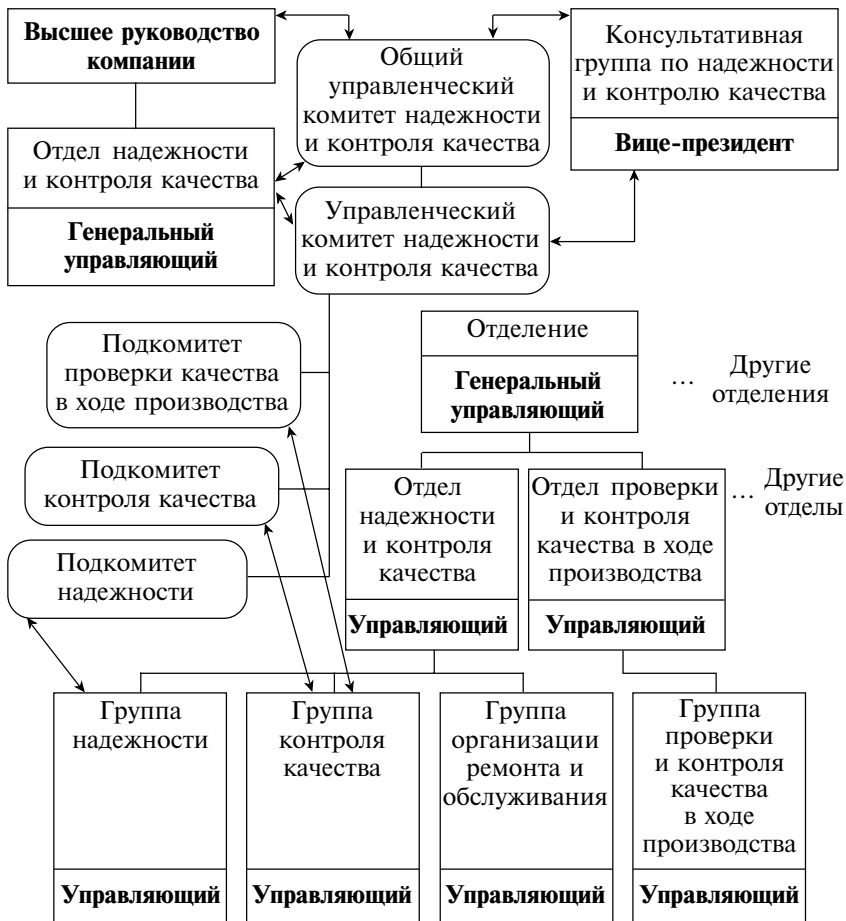 Высшее руководство
компании
Общий
управленческий
комитет надежности
и контроля качества
Консультативная
группа по надежности
и контролю качества
Вице-президент
Отдел надежности
и контроля качества
Генеральный
управляющий
Управленческий
комитет надежности
и контроля качества
Подкомитет
проверки качества
в ходе производства
Отделение
Генеральный
управляющий
... Другие
отделения
Подкомитет
контроля качества
Отдел
надежности
и контроля
качества
Управляющий
Отдел проверки
и контроля
качества в ходе
производства
Управляющий
... Другие
отделы
Подкомитет
надежности
Группа
надежности
Управляющий
Группа
контроля
качества
Управляющий
Группа
организации
ремонта и
обслуживания
Управляющий
Группа
проверки
и контроля
качества
в ходе
производства
Управляющий